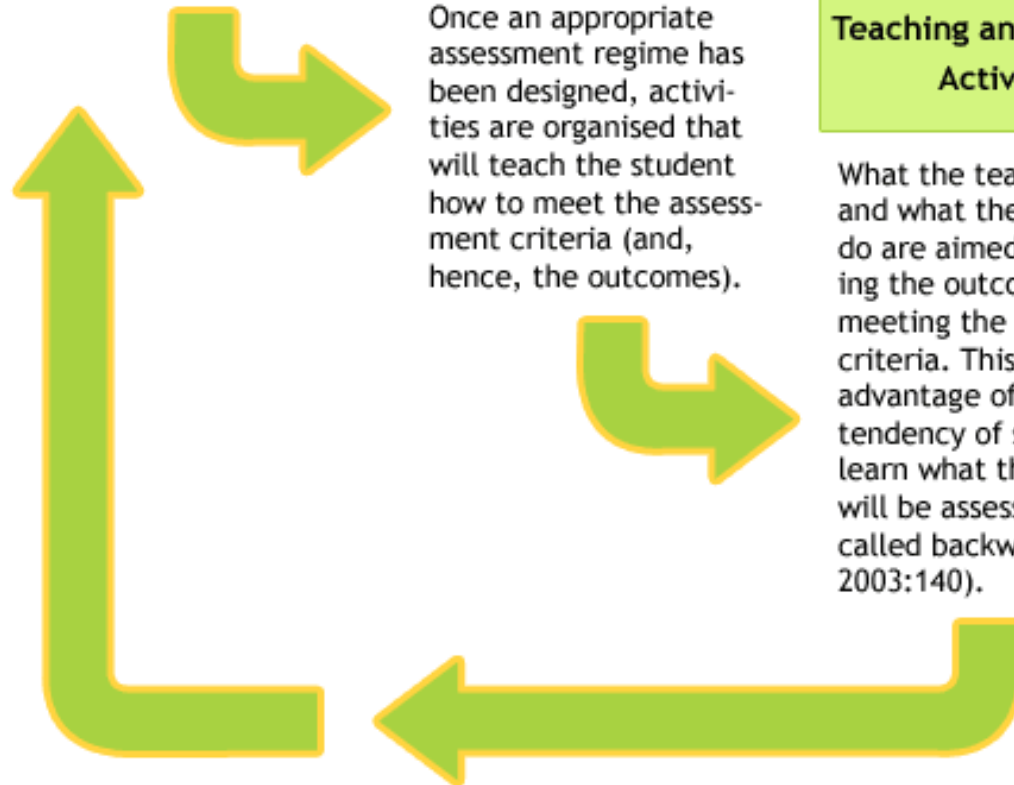 Once an appropriate
assessment regime has
been designed, activi-
ties are organised that
will teach the student
how to meet the assess-
ment criteria (and,
hence, the outcomes).
Teaching an
Activ
What the tea
and what the
do are aimed
ing the outco
meeting the
criteria. This
advantage of
tendency of
learn what th
will be assess
called backw
2003:140).